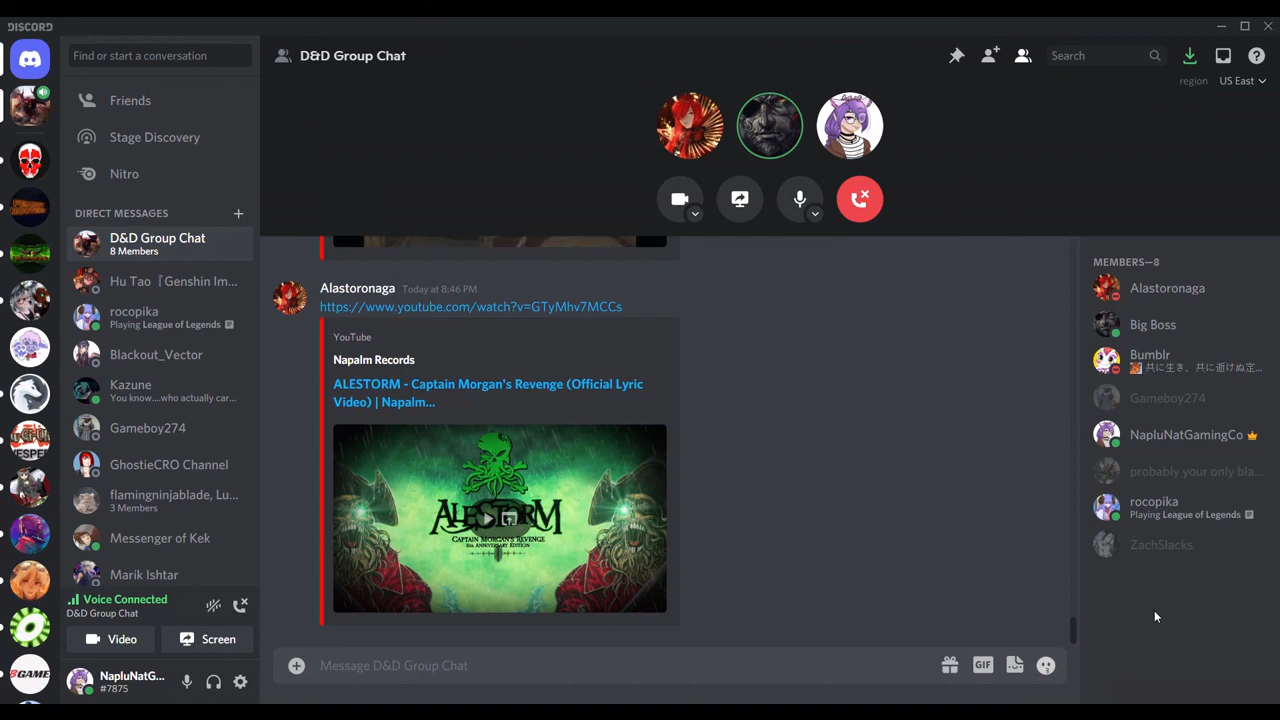 DISCORD
Find or start a conversation
D&D Group Chat
Search
region US East
Friends
Stage Discovery
Nitro
DIRECT MESSAGES
D&D Group Chat
8 Members
Hu Tao『Genshin Im...
rocopika
Playing League of Legends
Blackout_Vector
Kazune
You know....who actually car...
Gameboy274
GhostieCRO Channel
flamingninjablade, Lu...
3 Members
Messenger of Kek
Marik Ishtar
Voice Connected
D&D Group Chat
Video
Screen
NapluNatG...
#7875
Alastoronaga Today at 8:46 PM
https://www.youtube.com/watch?v=GTyMhv7MCCs
YouTube
Napalm Records
ALESTORM - Captain Morgan's Revenge (Official Lyric
Video) | Napalm...
ALESTORM
CAPTAIN MORGAN'S REVENGE
10TH ANNIVERSARY EDITION
Message D&D Group Chat
GIF
MEMBERS—8
Alastoronaga
Big Boss
Bumblr
共に生き、共に逝けぬ定...
Gameboy274
NapluNatGamingCo
probably your only bla...
rocopika
Playing League of Legends
ZachSlacks